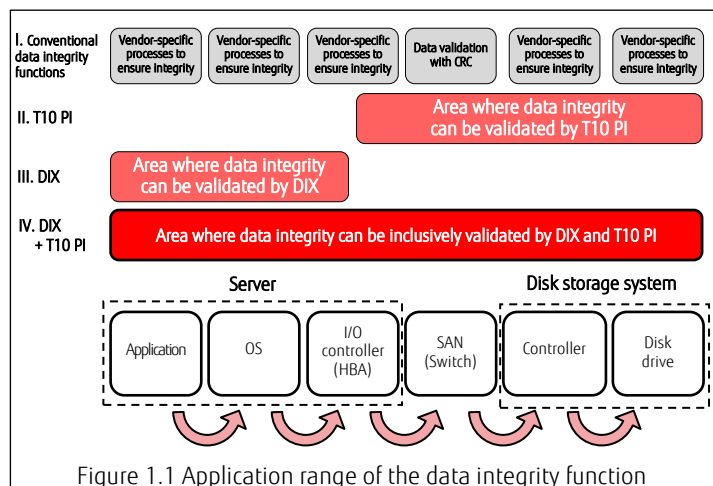 I. Conventional
data integrity
functions
Vendor-specific
processes to
ensure integrity
Vendor-specific
processes to
ensure integrity
Vendor-specific
processes to
ensure integrity
Data validation
with CRC
Vendor-specific
processes to
ensure integrity
Vendor-specific
processes to
ensure integrity
II. T10 PI
Area where data integrity
can be validated by T10 PI
III. DIX
Area where data integrity
can be validated by DIX
IV. DIX
+ T10 PI
Area where data integrity can be inclusively validated by DIX and T10 PI
Server
Disk storage system
Application
OS
I/O
controller
(HBA)
SAN
(Switch)
Controller
Disk
drive
Figure 1.1 Application range of the data integrity function